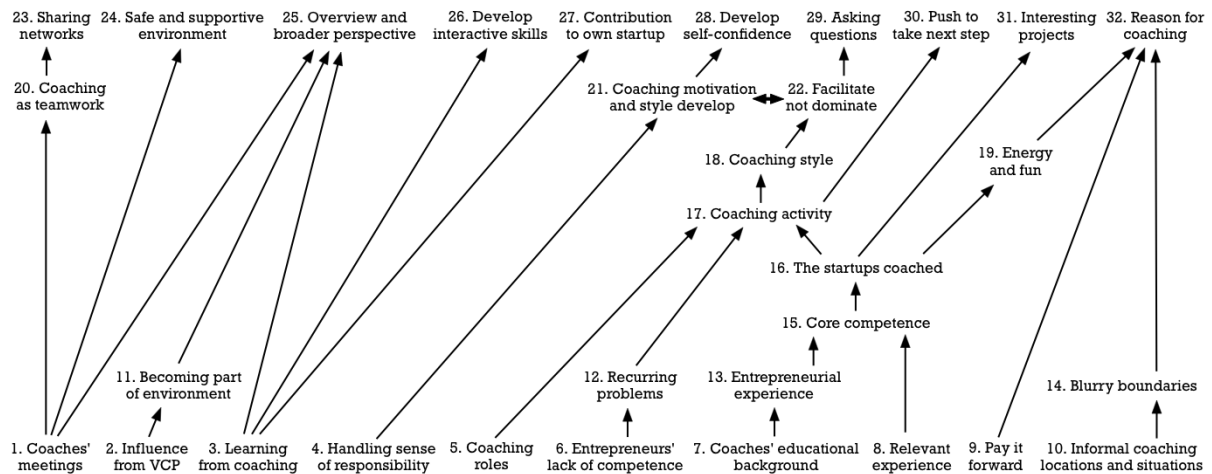 23. Sharing
networks
24. Safe and supportive
environment
25. Overview and
broader perspective
26. Develop
interactive skills
27. Contribution
to own startup
28. Develop
self-confidence
29. Asking
questions
30. Push to
take next step
31. Interesting
projects
32. Reason for
coaching
20. Coaching
as teamwork
21. Coaching motivation
and style develop
22. Facilitate
not dominate
18. Coaching style
19. Energy
and fun
17. Coaching activity
16. The startups coached
15. Core competence
11. Becoming part
of environment
12. Recurring
problems
13. Entrepreneurial
experience
14. Blurry boundaries
1. Coaches'
meetings
2. Influence
from VCP
3. Learning
from coaching
4. Handling sense
of responsibility
5. Coaching
roles
6. Entrepreneurs'
lack of competence
7. Coaches' educational
background
8. Relevant
experience
9. Pay it
forward
10. Informal coaching
locations and situations